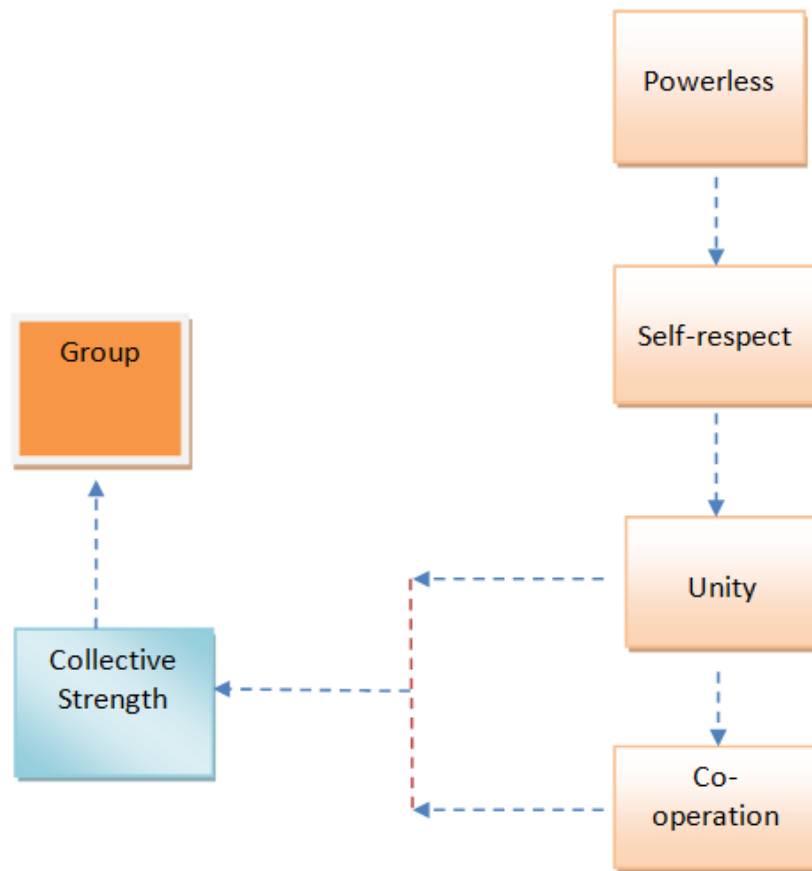 Powerless
Self-respect
Group
Unity
Collective
Strength
Co-
operation